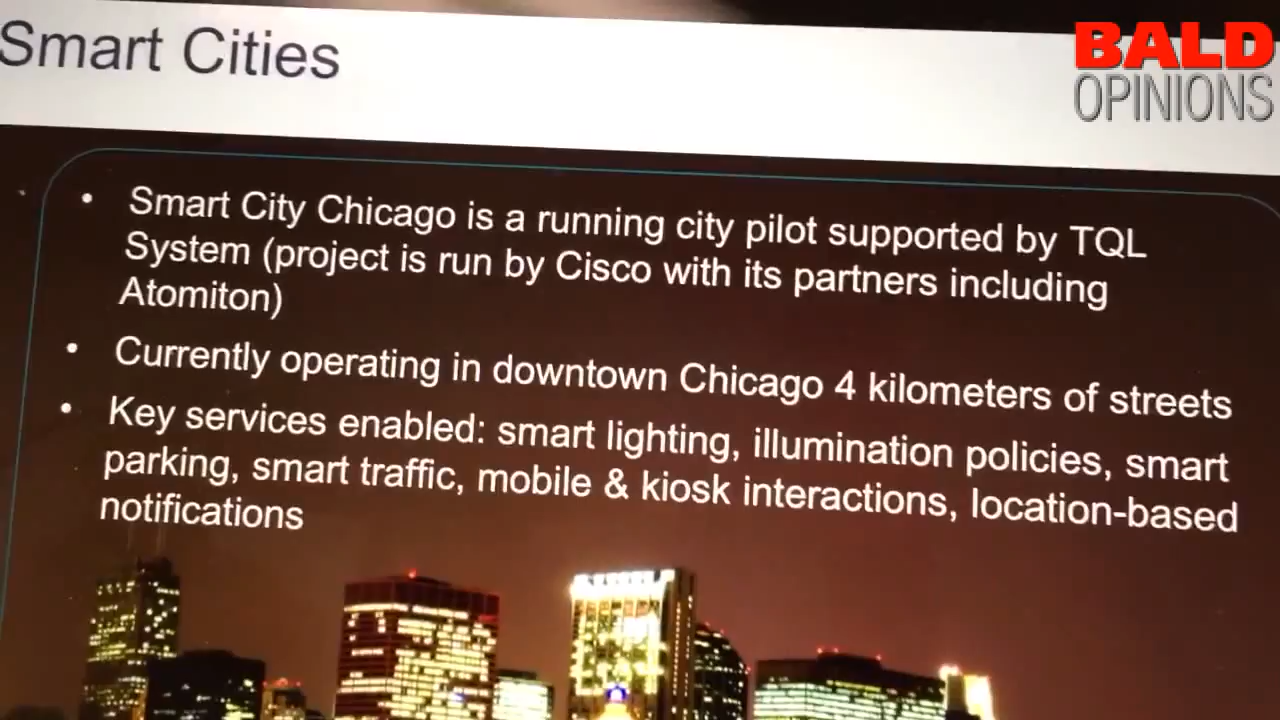 Smart Cities
BALD
OPINIONS
• Smart City Chicago is a running city pilot supported by TQL
System (project is run by Cisco with its partners including
Atomiton)
• Currently operating in downtown Chicago 4 kilometers of streets
• Key services enabled: smart lighting, illumination policies, smart
parking, smart traffic, mobile & kiosk interactions, location-based
notifications